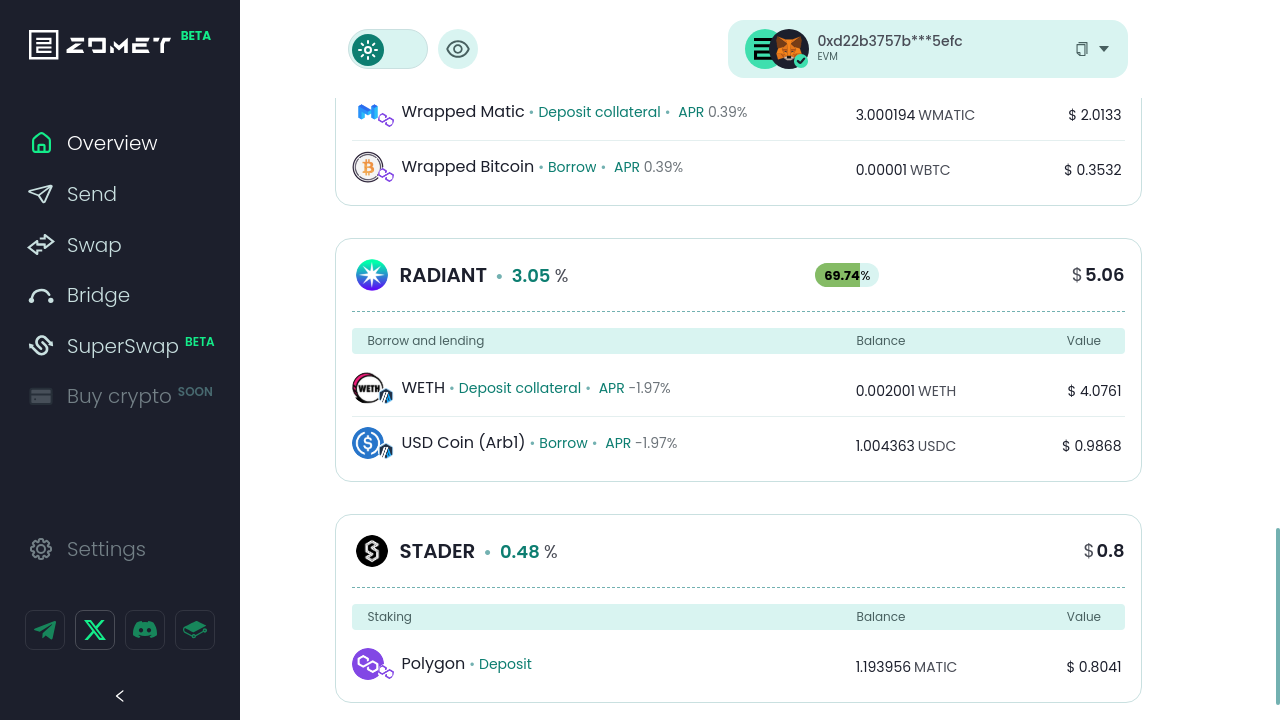 ZOMET BETA
Overview
Send
Swap
Bridge
SuperSwap BETA
Buy crypto SOON
Settings
0xd22b3757b***5efc
EVM
Wrapped Matic • Deposit collateral • APR 0.39% 3.000194 WMATIC $ 2.0133
Wrapped Bitcoin • Borrow • APR 0.39% 0.00001 WBTC $ 0.3532
RADIANT • 3.05 % 69.74% $ 5.06
Borrow and lending Balance Value
WETH • Deposit collateral • APR -1.97% 0.002001 WETH $ 4.0761
USD Coin (Arb1) • Borrow • APR -1.97% 1.004363 USDC $ 0.9868
STADER • 0.48 % $ 0.8
Staking Balance Value
Polygon • Deposit 1.193956 MATIC $ 0.8041
WETH